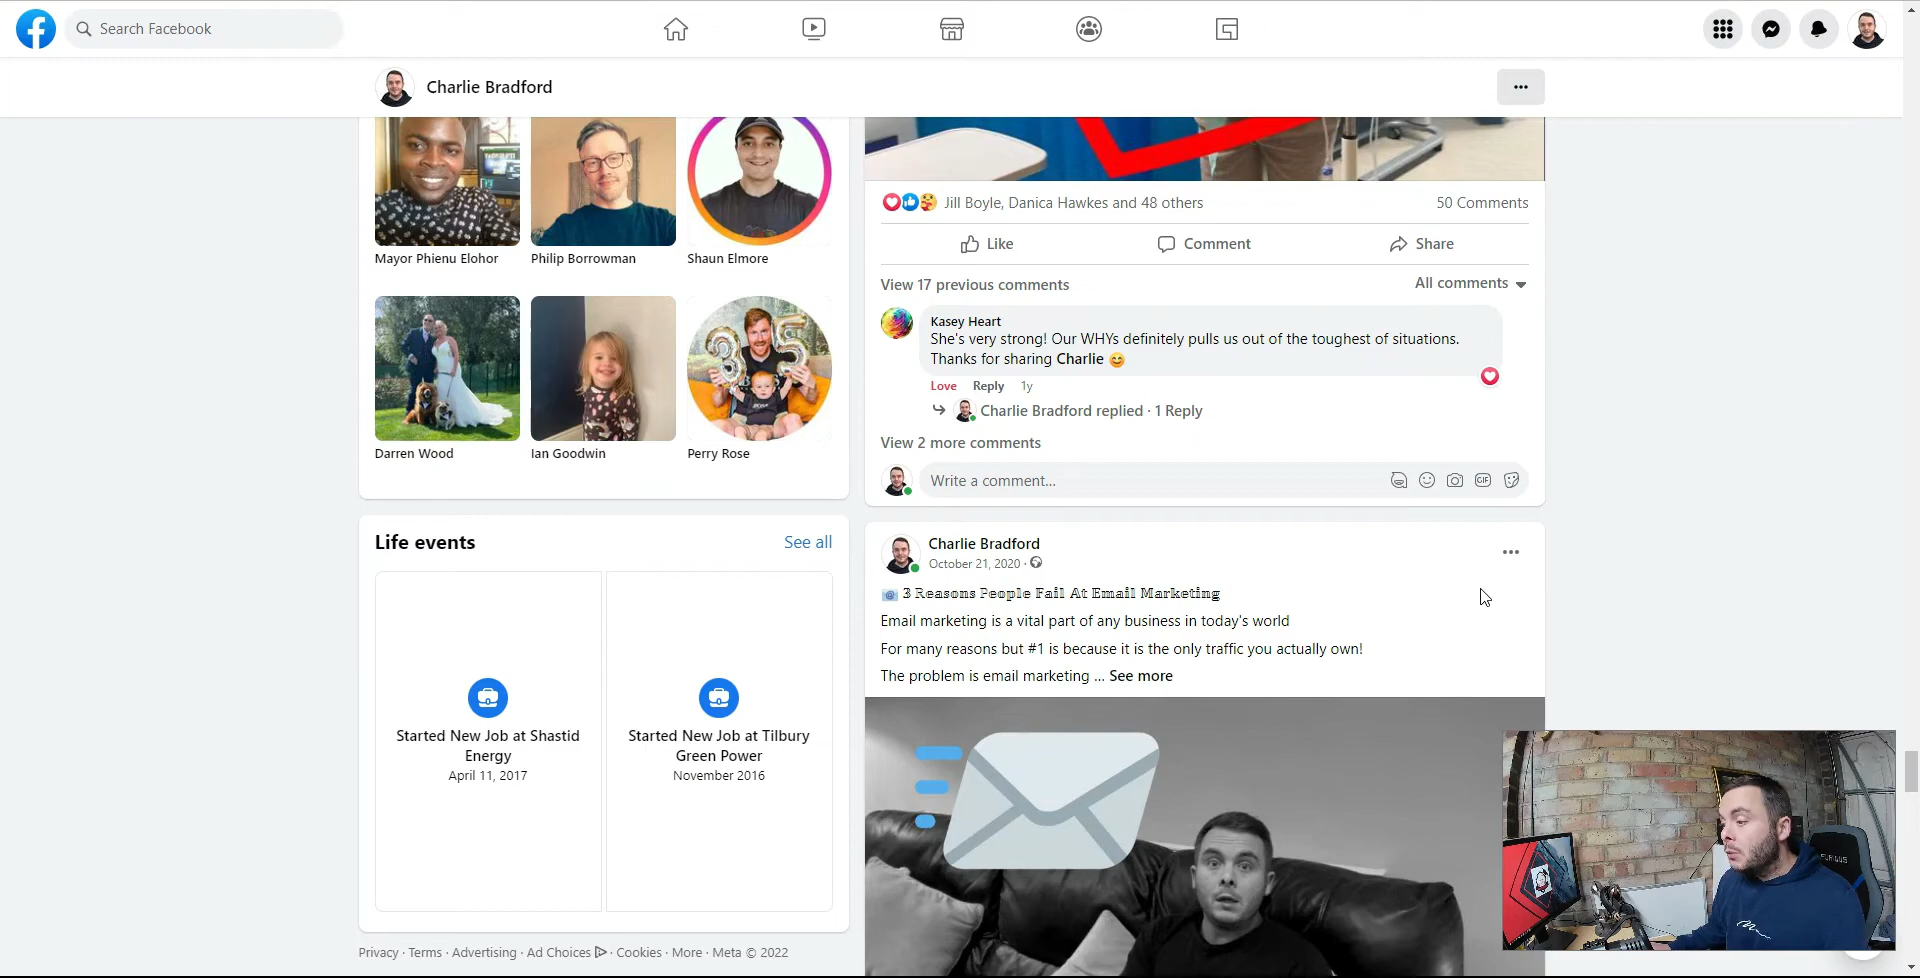 Search Facebook
Charlie Bradford
Mayor Phienu Elohor
Philip Borrowman
Shaun Elmore
Darren Wood
Ian Goodwin
Perry Rose
Life events
See all
Started New Job at Shastid
Energy
April 11, 2017
Started New Job at Tilbury
Green Power
November 2016
Privacy · Terms · Advertising · Ad Choices · Cookies · More · Meta © 2022
Jill Boyle, Danica Hawkes and 48 others
50 Comments
Like
Comment
Share
View 17 previous comments
All comments
Kasey Heart
She's very strong! Our WHYs definitely pulls us out of the toughest of situations.
Thanks for sharing Charlie 😊
Love Reply 1y
Charlie Bradford replied · 1 Reply
View 2 more comments
Write a comment...
GIF
Charlie Bradford
October 21, 2020 ·
📧 3 Reasons People Fail At Email Marketing
Email marketing is a vital part of any business in today's world
For many reasons but #1 is because it is the only traffic you actually own!
The problem is email marketing ... See more